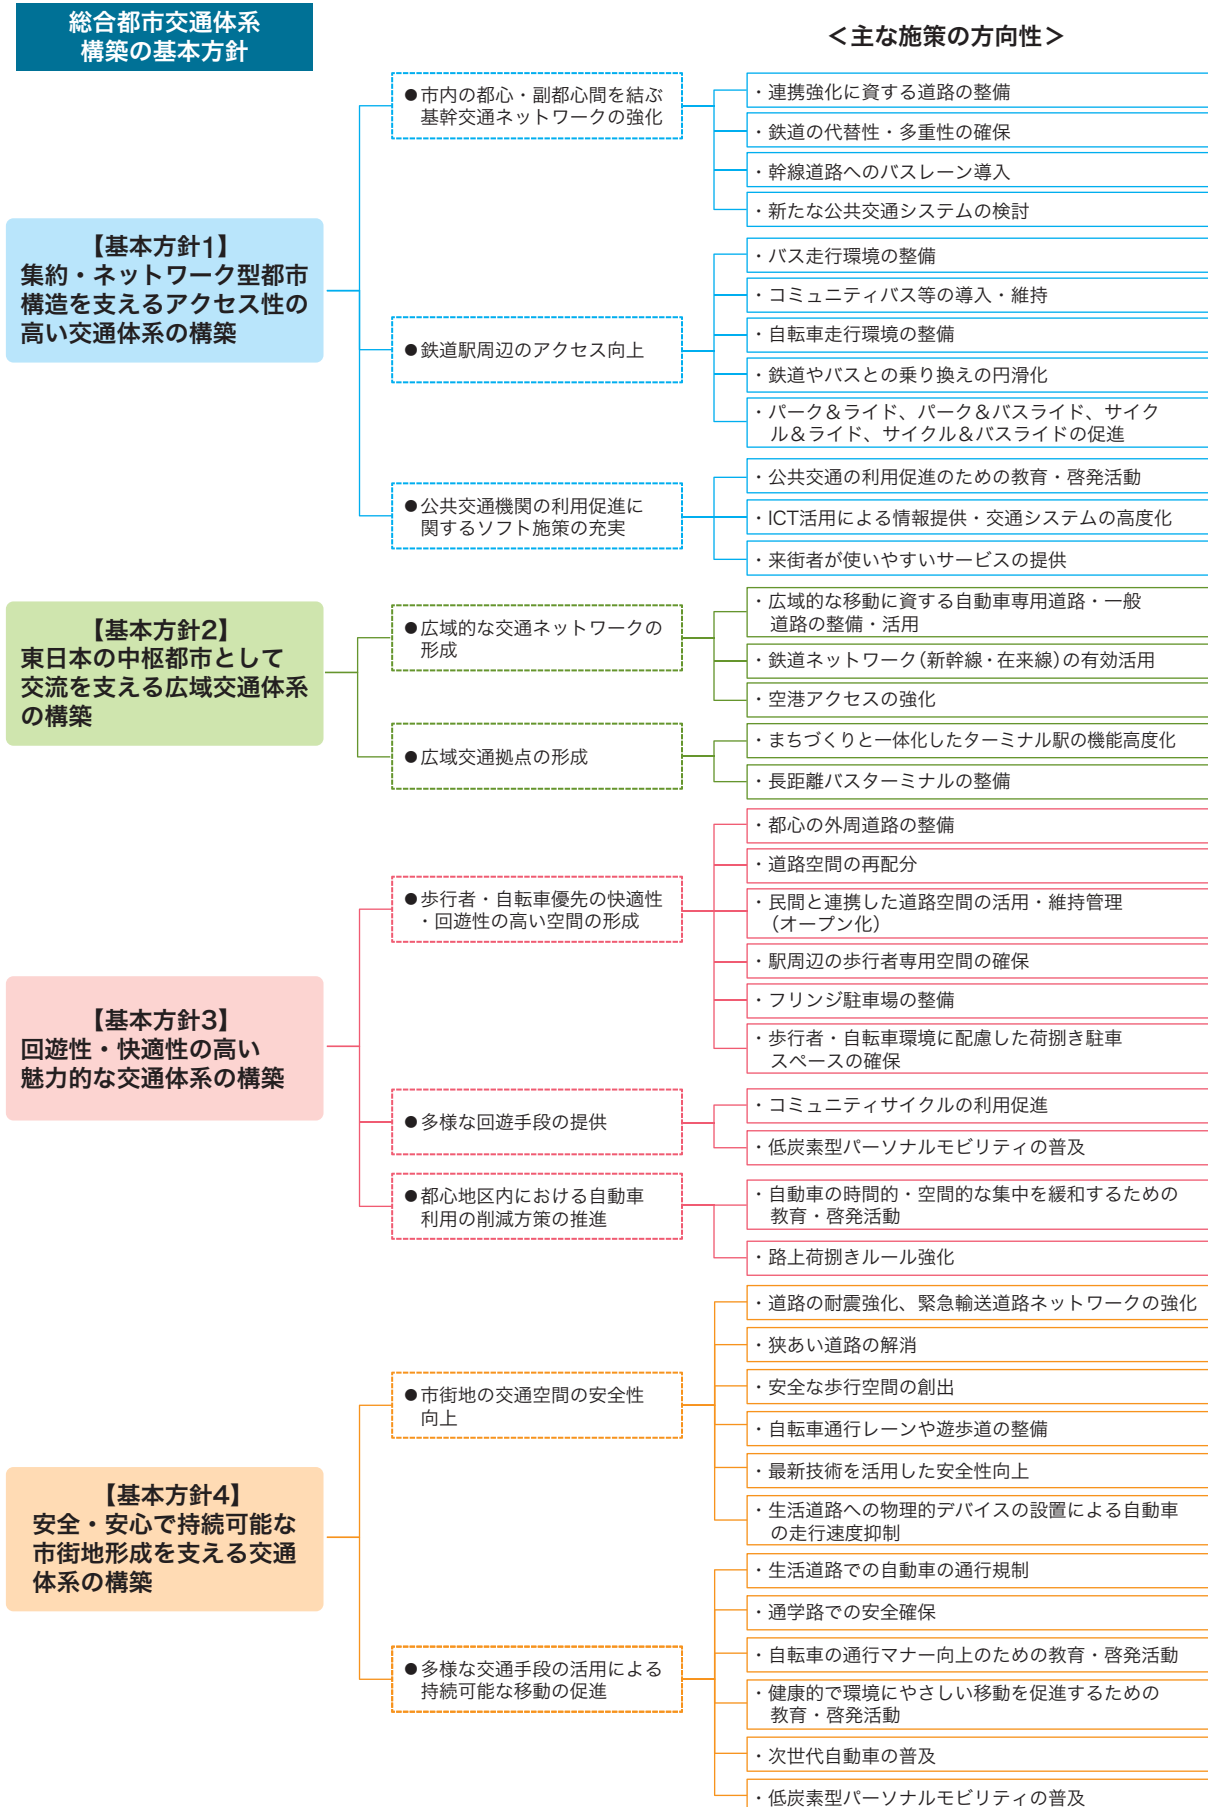 総合都市交通体系
構築の基本方針
＜主な施策の方向性＞
【基本方針1】
集約・ネットワーク型都市
構造を支えるアクセス性の
高い交通体系の構築
●市内の都心・副都心間を結ぶ
基幹交通ネットワークの強化
・連携強化に資する道路の整備
・鉄道の代替性・多重性の確保
・幹線道路へのバスレーン導入
・新たな公共交通システムの検討
●鉄道駅周辺のアクセス向上
・バス走行環境の整備
・コミュニティバス等の導入・維持
・自転車走行環境の整備
・鉄道やバスとの乗り換えの円滑化
・パーク＆ライド、パーク＆バスライド、サイク
ル＆ライド、サイクル＆バスライドの促進
●公共交通機関の利用促進に
関するソフト施策の充実
・公共交通の利用促進のための教育・啓発活動
・ICT活用による情報提供・交通システムの高度化
・来街者が使いやすいサービスの提供
【基本方針2】
東日本の中枢都市として
交流を支える広域交通体系
の構築
●広域的な交通ネットワークの
形成
・広域的な移動に資する自動車専用道路・一般
道路の整備・活用
・鉄道ネットワーク（新幹線・在来線）の有効活用
・空港アクセスの強化
●広域交通拠点の形成
・まちづくりと一体化したターミナル駅の機能高度化
・長距離バスターミナルの整備
【基本方針3】
回遊性・快適性の高い
魅力的な交通体系の構築
●歩行者・自転車優先の快適性
・回遊性の高い空間の形成
・都心の外周道路の整備
・道路空間の再配分
・民間と連携した道路空間の活用・維持管理
（オープン化）
・駅周辺の歩行者専用空間の確保
・フリンジ駐車場の整備
・歩行者・自転車環境に配慮した荷捌き駐車
スペースの確保
●多様な回遊手段の提供
・コミュニティサイクルの利用促進
・低炭素型パーソナルモビリティの普及
●都心地区内における自動車
利用の削減方策の推進
・自動車の時間的・空間的な集中を緩和するための
教育・啓発活動
・路上荷捌きルール強化
【基本方針4】
安全・安心で持続可能な
市街地形成を支える交通
体系の構築
●市街地の交通空間の安全性
向上
・道路の耐震強化、緊急輸送道路ネットワークの強化
・狭あい道路の解消
・安全な歩行空間の創出
・自転車通行レーンや遊歩道の整備
・最新技術を活用した安全性向上
・生活道路への物理的デバイスの設置による自動車
の走行速度抑制
●多様な交通手段の活用による
持続可能な移動の促進
・生活道路での自動車の通行規制
・通学路での安全確保
・自転車の通行マナー向上のための教育・啓発活動
・健康的で環境にやさしい移動を促進するための
教育・啓発活動
・次世代自動車の普及
・低炭素型パーソナルモビリティの普及